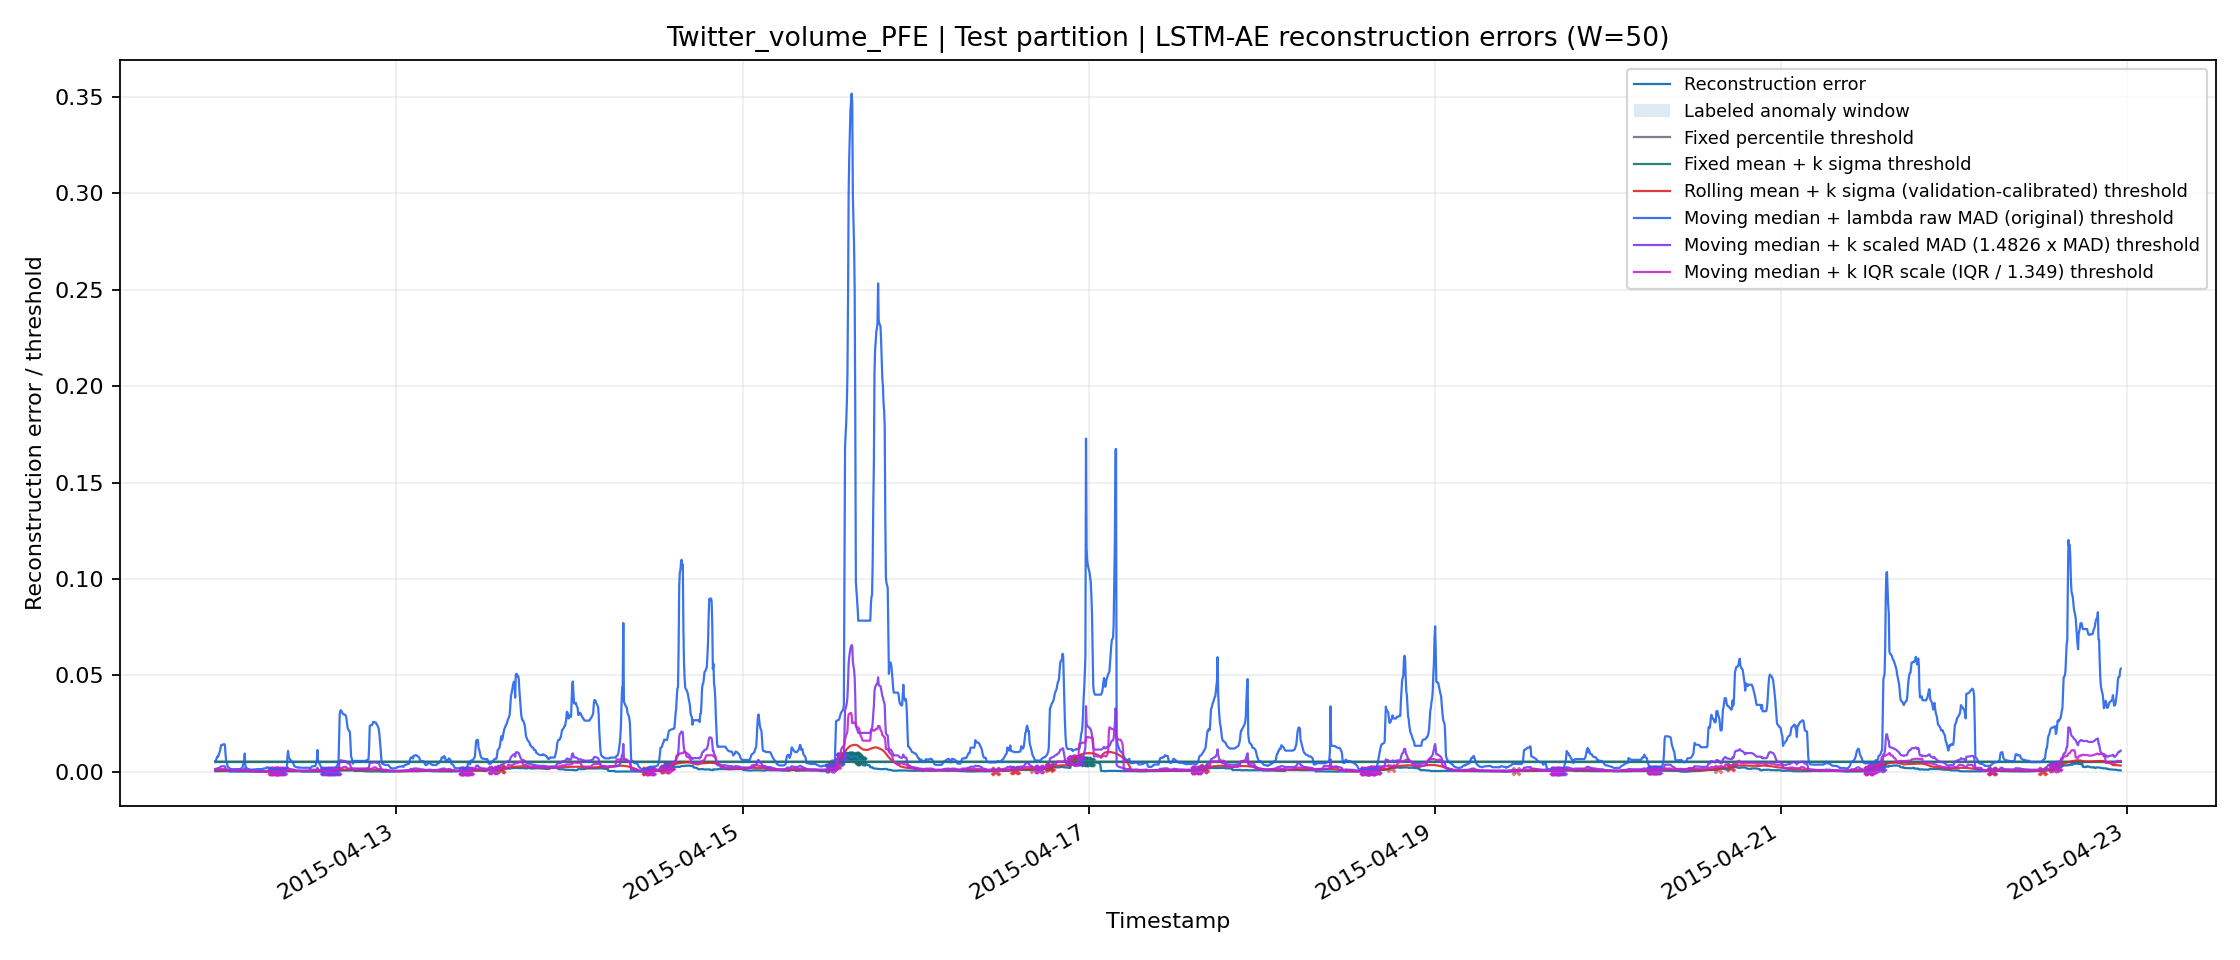 Twitter_volume_PFE | Test partition | LSTM-AE reconstruction errors (W=50)
Reconstruction error
Labeled anomaly window
Fixed percentile threshold
Fixed mean + k sigma threshold
Rolling mean + k sigma (validation-calibrated) threshold
Moving median + lambda raw MAD (original) threshold
Moving median + k scaled MAD (1.4826 x MAD) threshold
Moving median + k IQR scale (IQR / 1.349) threshold
Reconstruction error / threshold
0.35
0.30
0.25
0.20
0.15
0.10
0.05
0.00
2015-04-13
2015-04-15
2015-04-17
2015-04-19
2015-04-21
2015-04-23
Timestamp